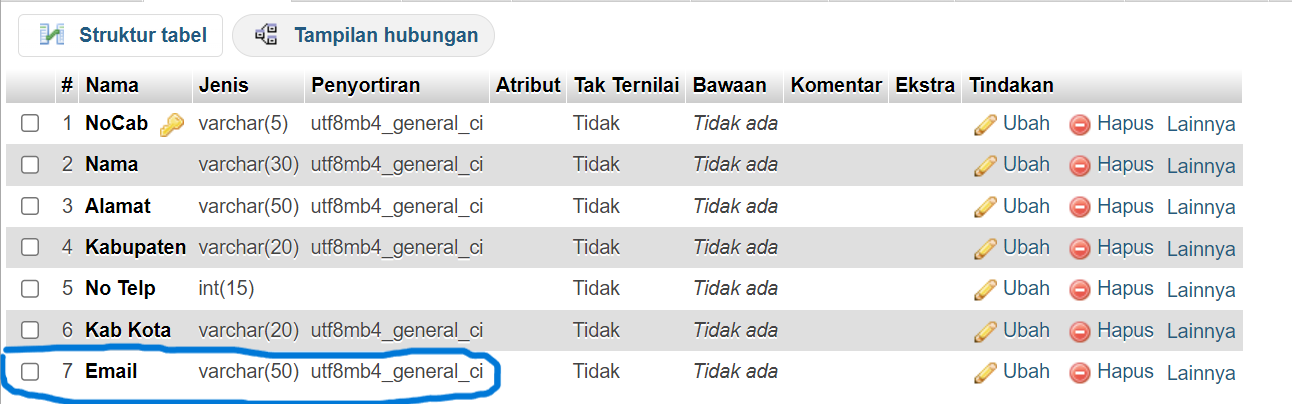 Struktur tabel Tampilan hubungan
# Nama Jenis Penyortiran Atribut Tak Ternilai Bawaan Komentar Ekstra Tindakan
1 NoCab varchar(5) utf8mb4_general_ci Tidak Tidak ada Ubah Hapus Lainnya
2 Nama varchar(30) utf8mb4_general_ci Tidak Tidak ada Ubah Hapus Lainnya
3 Alamat varchar(50) utf8mb4_general_ci Tidak Tidak ada Ubah Hapus Lainnya
4 Kabupaten varchar(20) utf8mb4_general_ci Tidak Tidak ada Ubah Hapus Lainnya
5 No Telp int(15) Tidak Tidak ada Ubah Hapus Lainnya
6 Kab Kota varchar(20) utf8mb4_general_ci Tidak Tidak ada Ubah Hapus Lainnya
7 Email varchar(50) utf8mb4_general_ci Tidak Tidak ada Ubah Hapus Lainnya